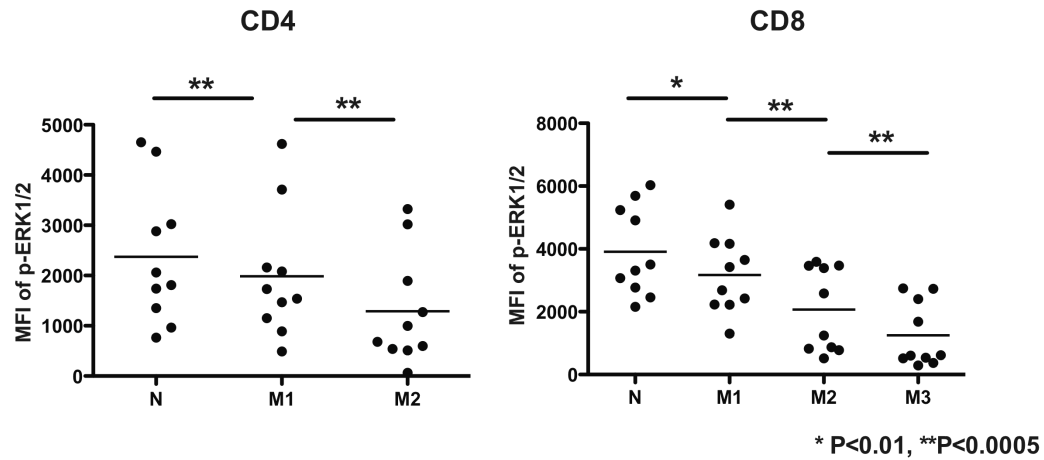 CD4
**
**
MFI of p-ERK1/2
5000
4000
3000
2000
1000
0
N M1 M2
CD8
*
**
**
MFI of p-ERK1/2
8000
6000
4000
2000
0
N M1 M2 M3
* P<0.01, **P<0.0005